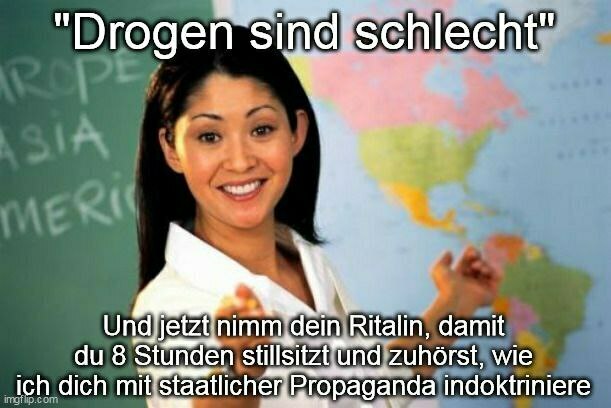 "Drogen sind schlecht"
ROPE
ASIA
MERIC
Und jetzt nimm dein Ritalin, damit
du 8 Stunden stillsitzt und zuhörst, wie
ich dich mit staatlicher Propaganda indoktriniere
imgflip.com